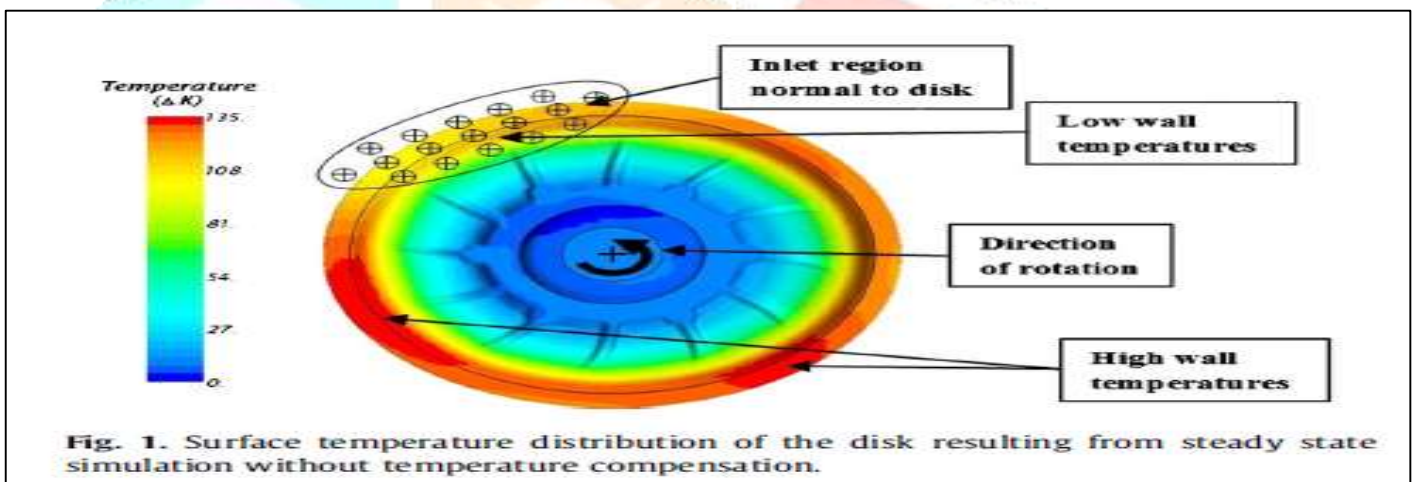 Temperature
(Δ K)
135.
108.
81.
54.
27.
0.
Inlet region
normal to disk
Low wall
temperatures
Direction
of rotation
High wall
temperatures
Fig. 1. Surface temperature distribution of the disk resulting from steady state
simulation without temperature compensation.